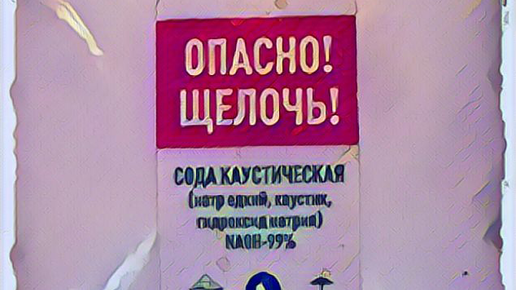 ОПАСНО!
ЩЕЛОЧЬ!
СОДА КАУСТИЧЕСКАЯ
(натр едкий, каустик,
гидроксид натрия)
NAOH-99%